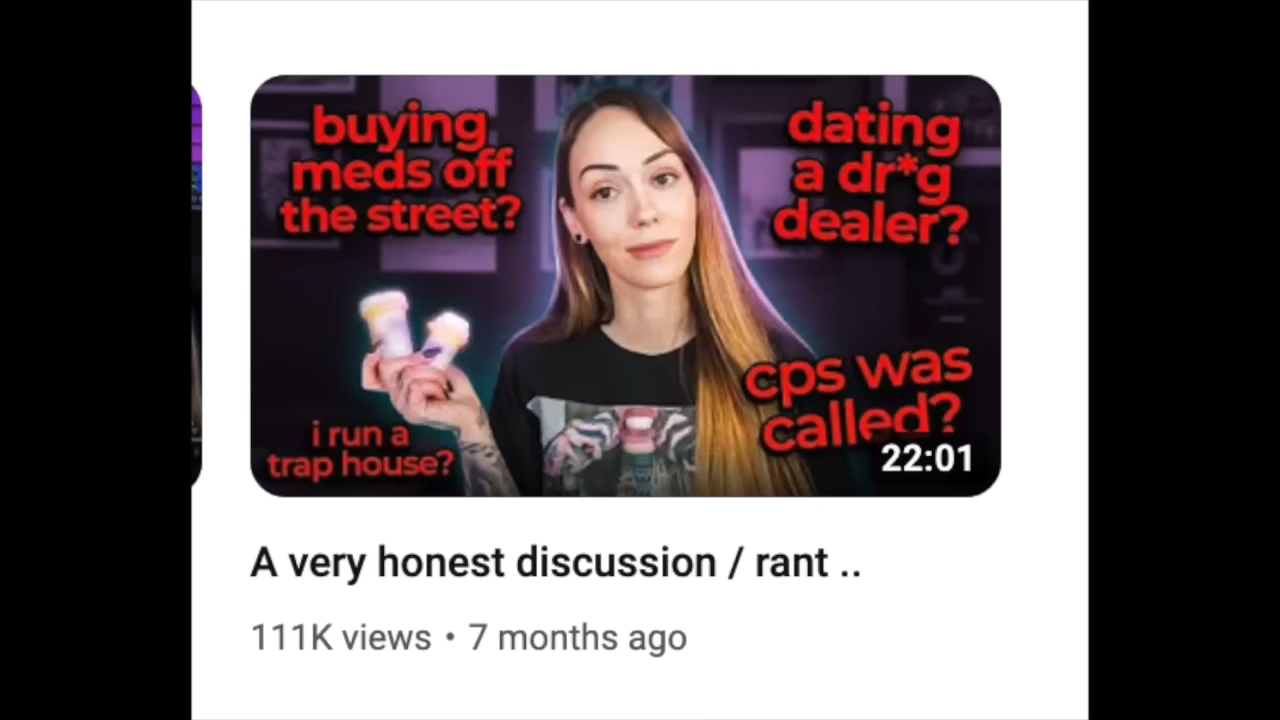 buying
meds off
the street?
dating
a dr*g
dealer?
i run a
trap house?
cps was
called?
22:01
A very honest discussion / rant ..
111K views • 7 months ago